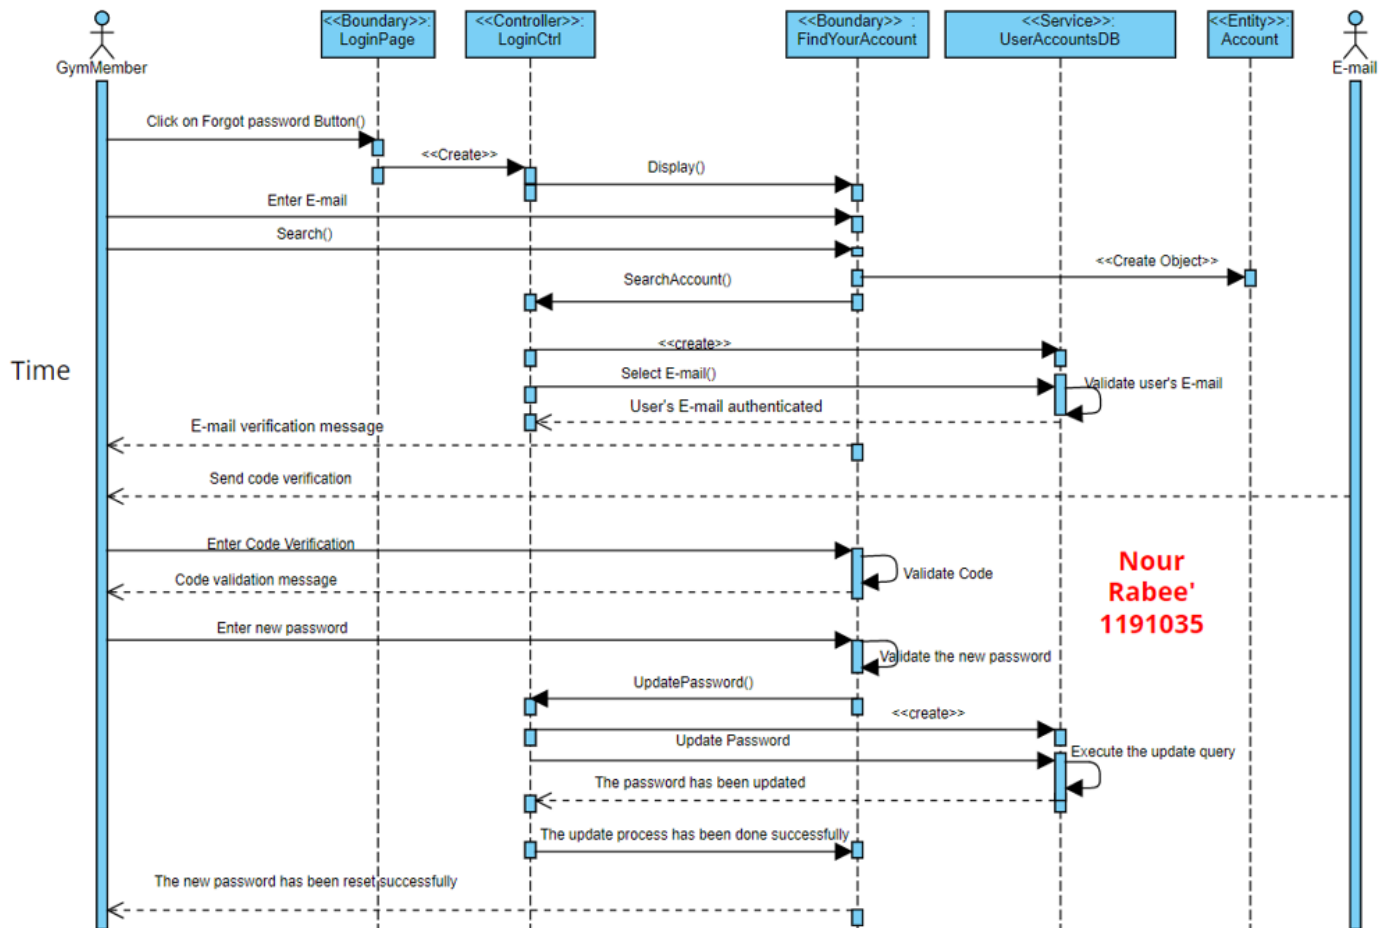 <<Boundary>>:
LoginPage
<<Controller>>:
LoginCtrl
<<Boundary>> :
FindYourAccount
<<Service>>:
UserAccountsDB
<<Entity>>:
Account
GymMember
E-mail
Click on Forgot password Button()
<<Create>>
Display()
Enter E-mail
Search()
<<Create Object>>
SearchAccount()
<<create>>
Time
Select E-mail()
Validate user's E-mail
User's E-mail authenticated
E-mail verification message
Send code verification
Enter Code Verification
Validate Code
Code validation message
Nour
Rabee'
1191035
Enter new password
Validate the new password
UpdatePassword()
<<create>>
Update Password
Execute the update query
The password has been updated
The update process has been done successfully
The new password has been reset successfully